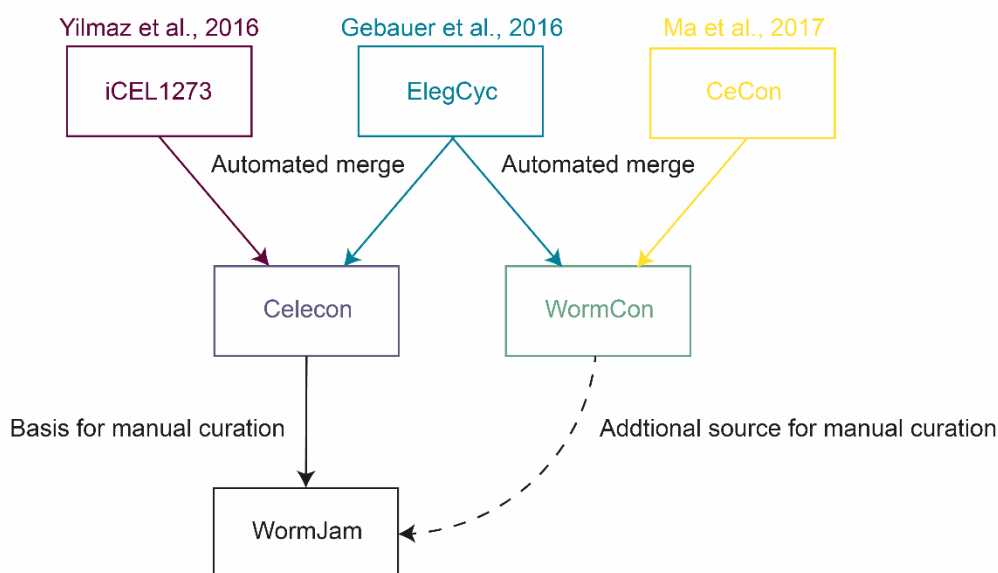 Yilmaz et al., 2016
Gebauer et al., 2016
Ma et al., 2017
iCEL1273
ElegCyc
CeCon
Automated merge
Automated merge
Celecon
WormCon
Basis for manual curation
Addtional source for manual curation
WormJam